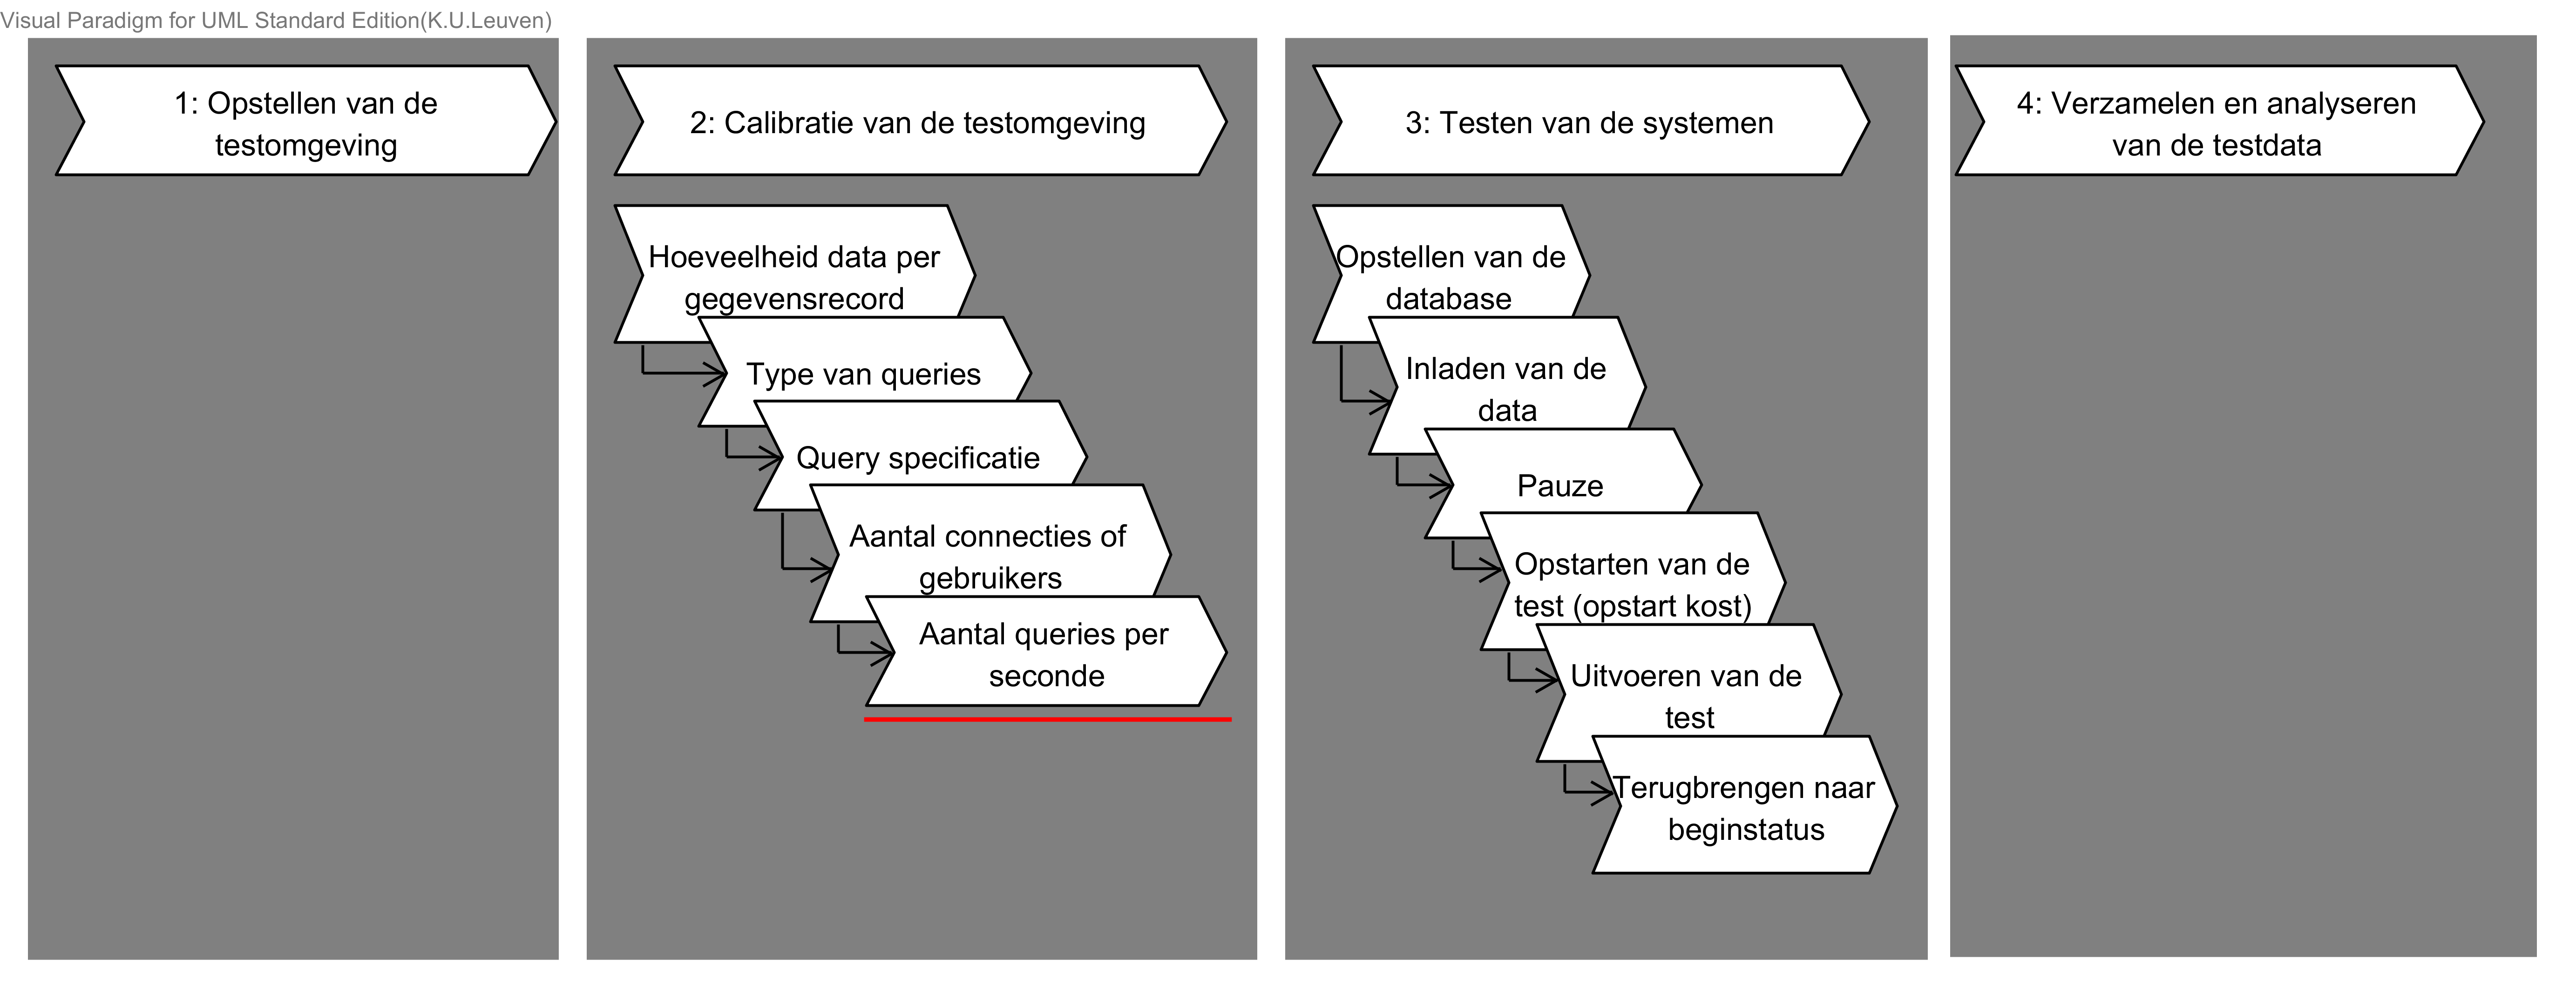 Visual Paradigm for UML Standard Edition(K.U.Leuven)
1: Opstellen van de
testomgeving
2: Calibratie van de testomgeving
Hoeveelheid data per
gegevensrecord
Type van queries
Query specificatie
Aantal connecties of
gebruikers
Aantal queries per
seconde
3: Testen van de systemen
Opstellen van de
database
Inladen van de
data
Pauze
Opstarten van de
test (opstart kost)
Uitvoeren van de
test
Terugbrengen naar
beginstatus
4: Verzamelen en analyseren
van de testdata